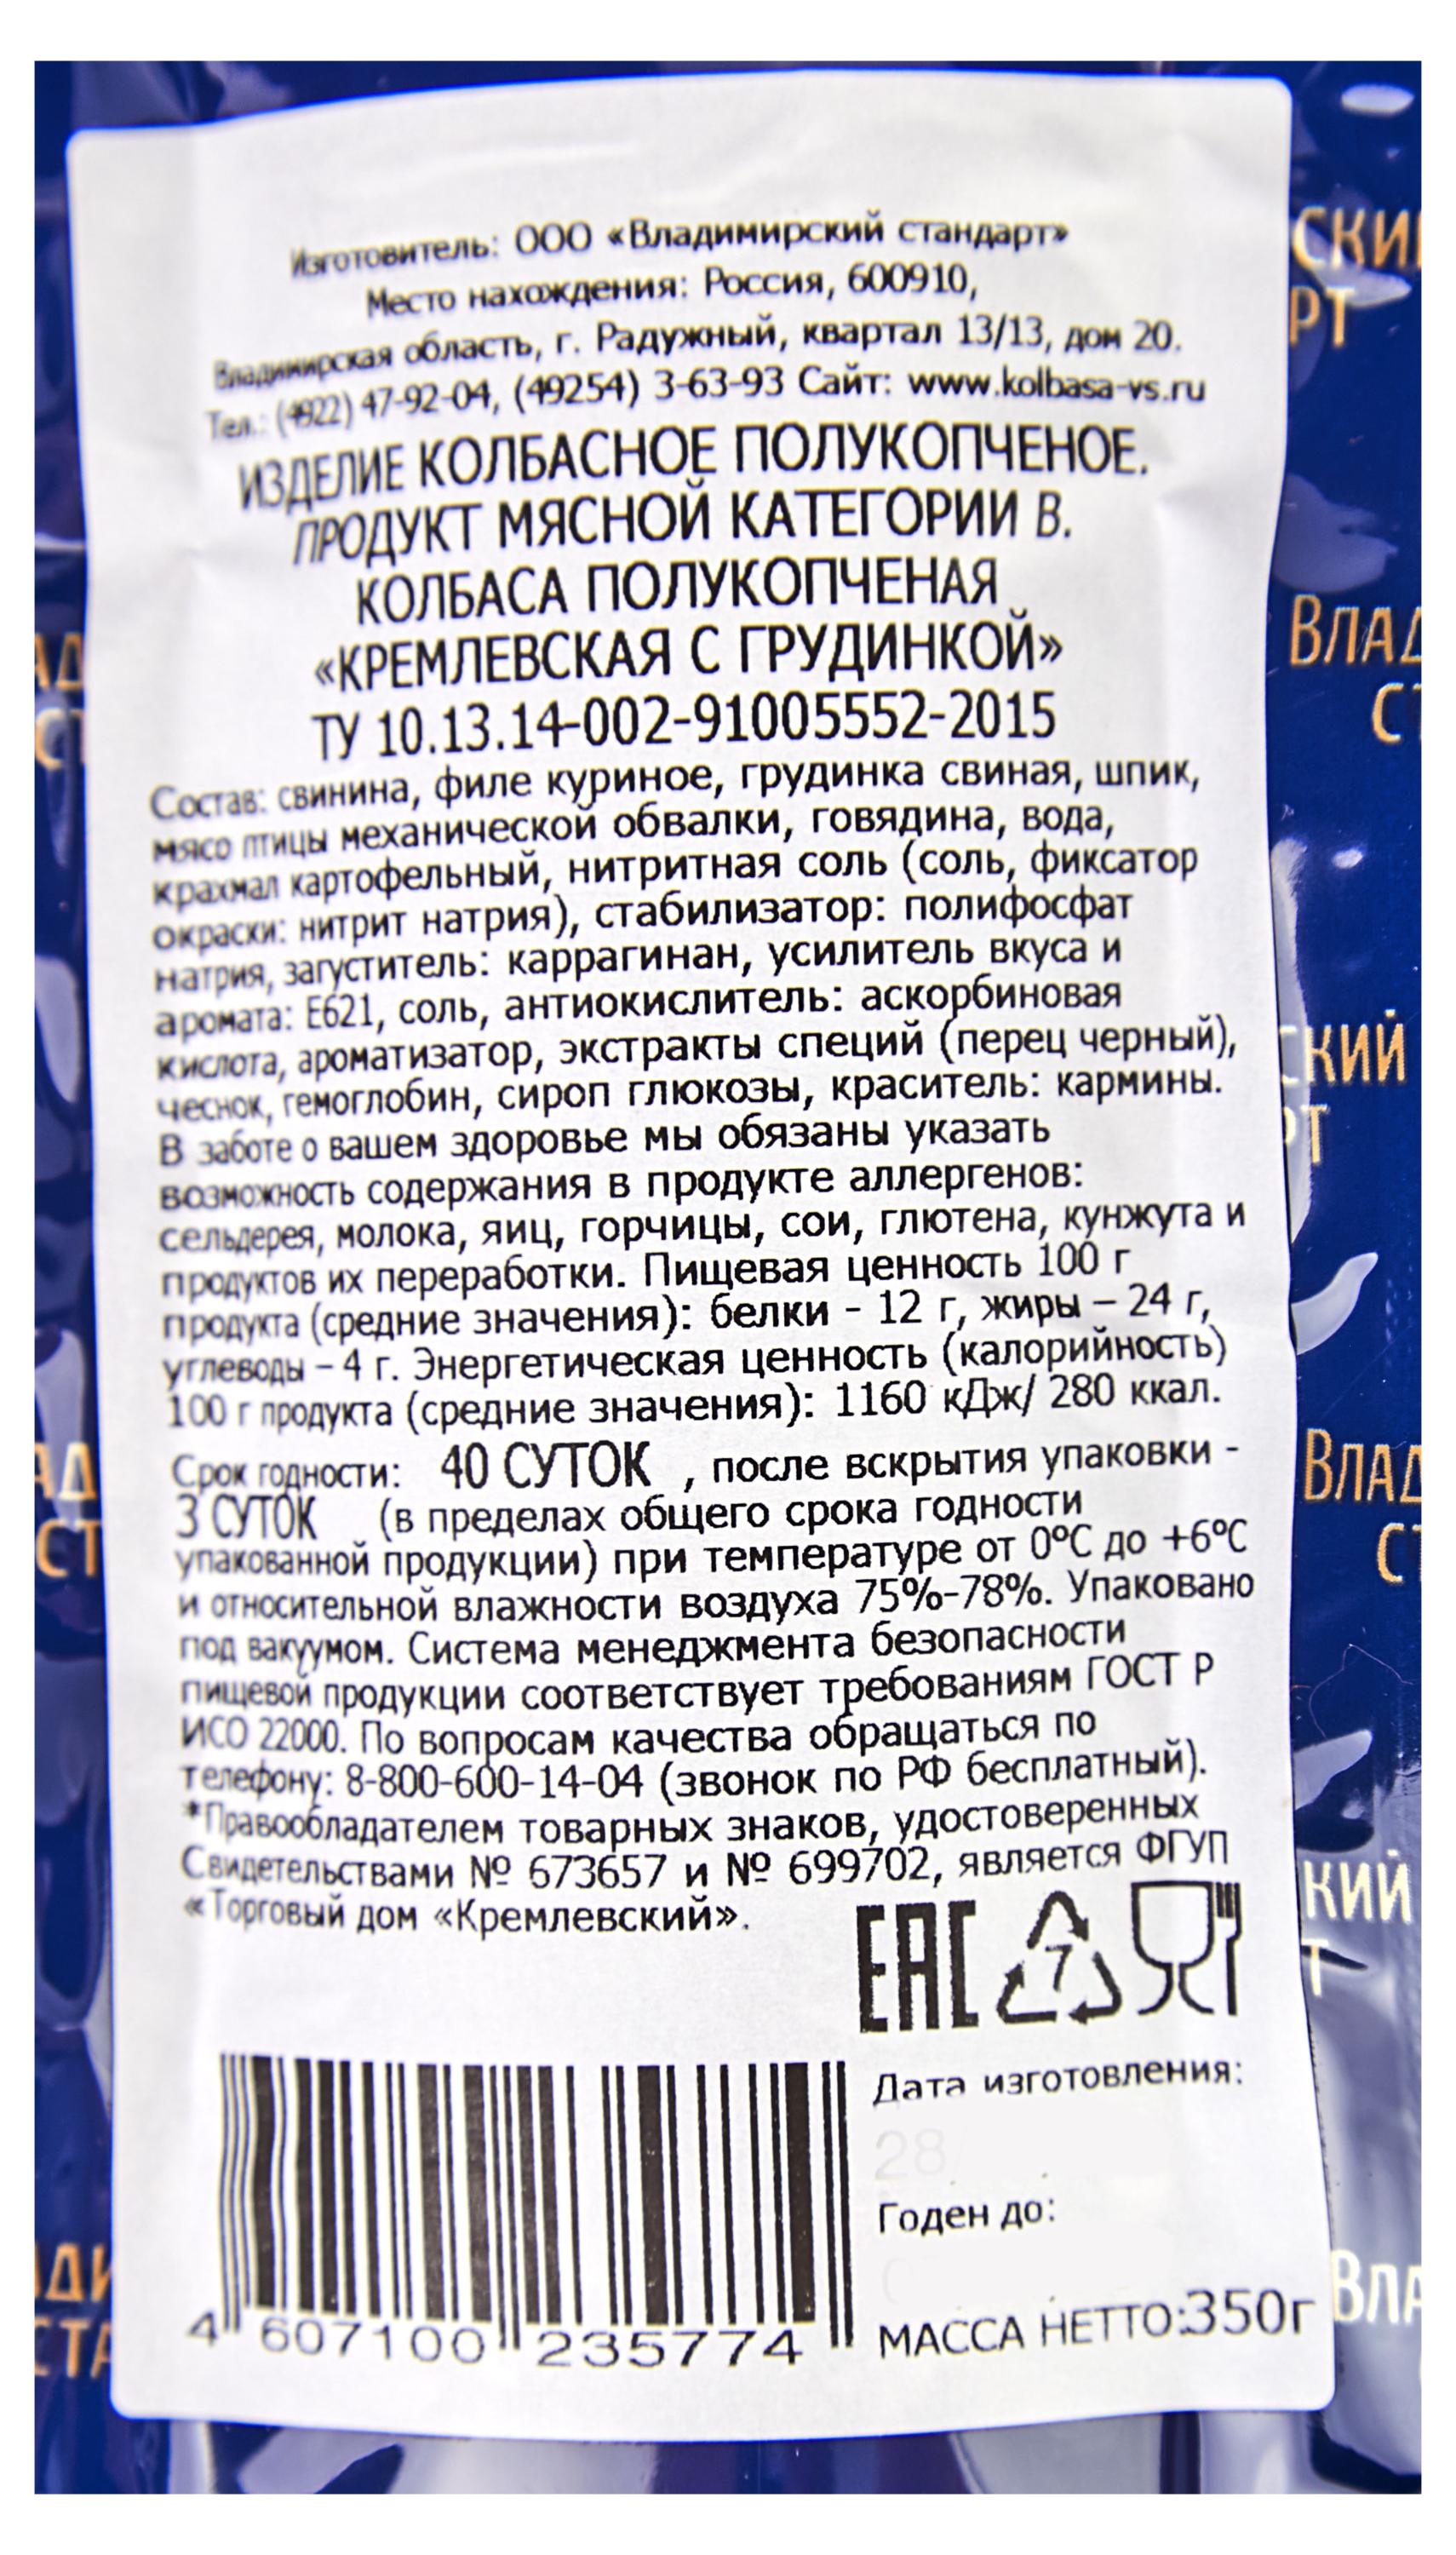 Изготовитель: ООО «Владимирский стандарт»
Место нахождения: Россия, 600910,
Владимирская область, г. Радужный, квартал 13/13, дом 20.
Тел.: (4922) 47-92-04, (49254) 3-63-93 Сайт: www.kolbasa-vs.ru
ИЗДЕЛИЕ КОЛБАСНОЕ ПОЛУКОПЧЕНОЕ.
ПРОДУКТ МЯСНОЙ КАТЕГОРИИ В.
КОЛБАСА ПОЛУКОПЧЕНАЯ
«КРЕМЛЕВСКАЯ С ГРУДИНКОЙ»
ТУ 10.13.14-002-91005552-2015
Состав: свинина, филе куриное, грудинка свиная, шпик,
мясо птицы механической обвалки, говядина, вода,
крахмал картофельный, нитритная соль (соль, фиксатор
окраски: нитрит натрия), стабилизатор: полифосфат
натрия, загуститель: каррагинан, усилитель вкуса и
аромата: Е621, соль, антиокислитель: аскорбиновая
кислота, ароматизатор, экстракты специй (перец черный),
чеснок, гемоглобин, сироп глюкозы, краситель: кармины.
В заботе о вашем здоровье мы обязаны указать
возможность содержания в продукте аллергенов:
сельдерея, молока, яиц, горчицы, сои, глютена, кунжута и
продуктов их переработки. Пищевая ценность 100 г
продукта (средние значения): белки - 12 г, жиры – 24 г,
углеводы – 4 г. Энергетическая ценность (калорийность)
100 г продукта (средние значения): 1160 кДж/ 280 ккал.
Срок годности: 40 СУТОК , после вскрытия упаковки -
3 СУТОК (в пределах общего срока годности
упакованной продукции) при температуре от 0°С до +6°С
и относительной влажности воздуха 75%-78%. Упаковано
под вакуумом. Система менеджмента безопасности
пищевой продукции соответствует требованиям ГОСТ Р
ИСО 22000. По вопросам качества обращаться по
телефону: 8-800-600-14-04 (звонок по РФ бесплатный).
*Правообладателем товарных знаков, удостоверенных
Свидетельствами № 673657 и № 699702, является ФГУП
«Торговый дом «Кремлевский».
ЕАС 7
Дата изготовления:
28
Годен до:
МАССА НЕТТО:350г
4 607100 235774